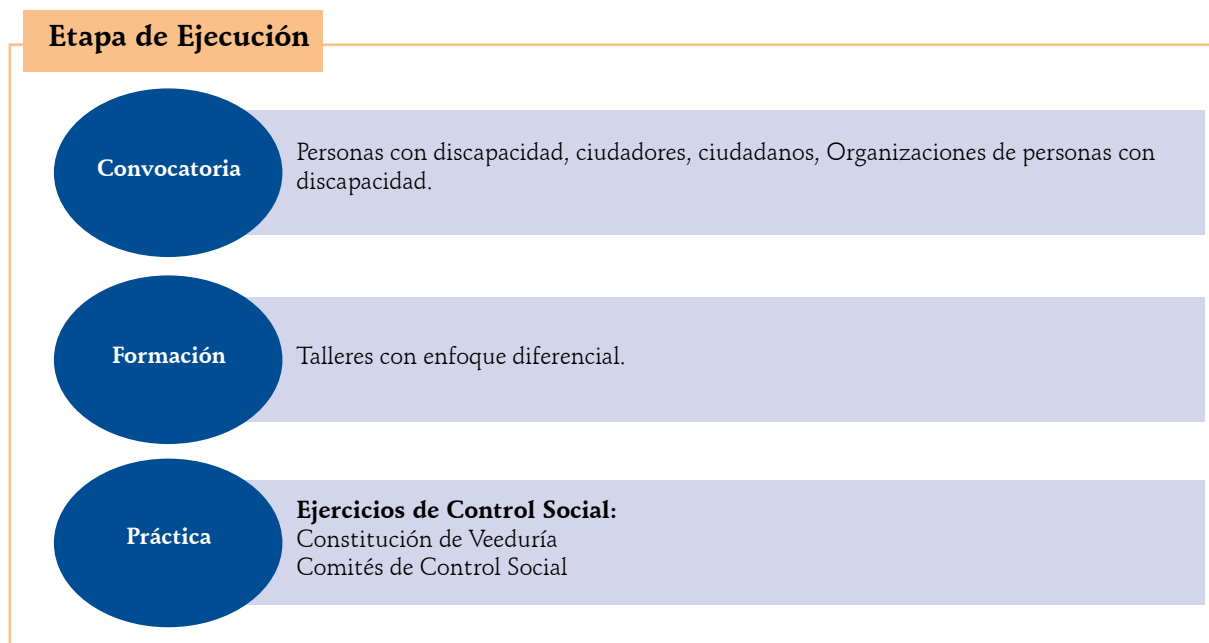 Etapa de Ejecución
Convocatoria
Personas con discapacidad, ciudadores, ciudadanos, Organizaciones de personas con
discapacidad.
Formación
Talleres con enfoque diferencial.
Práctica
Ejercicios de Control Social:
Constitución de Veeduría
Comités de Control Social